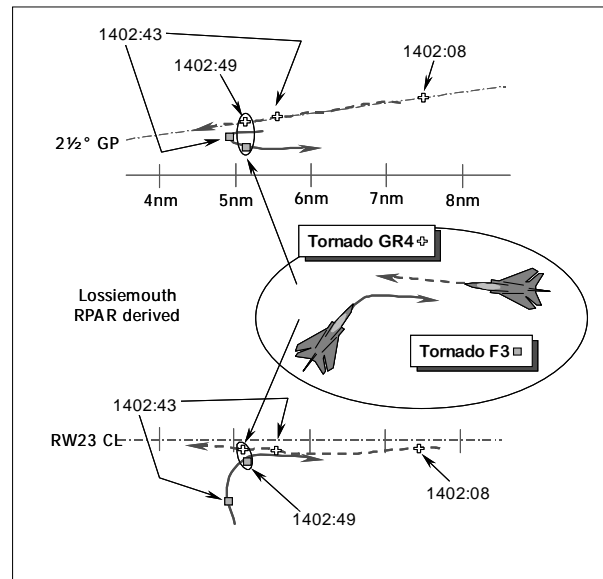 1402:43
1402:49
1402:08
2½° GP
4nm 5nm 6nm 7nm 8nm
Tornado GR4
Lossiemouth
RPAR derived
Tornado F3
1402:43
RW23 CL
1402:08
1402:49